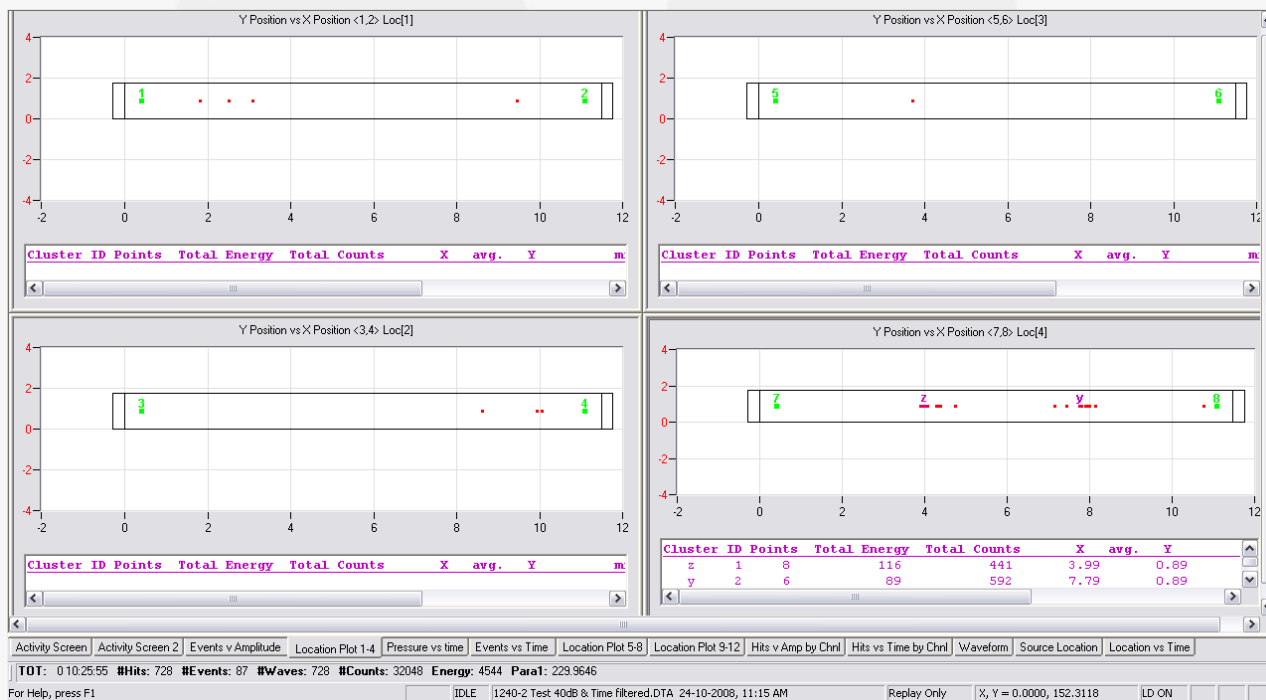 Y Position vs X Position <1,2> Loc[1]
4
2
0
-2
-4
1
2
-2 0 2 4 6 8 10 12
Cluster ID Points Total Energy Total Counts X avg. Y
Y Position vs X Position <5,6> Loc[3]
4
2
0
-2
-4
5
6
-2 0 2 4 6 8 10 12
Cluster ID Points Total Energy Total Counts X avg. Y
Y Position vs X Position <3,4> Loc[2]
4
2
0
-2
-4
3
4
-2 0 2 4 6 8 10 12
Cluster ID Points Total Energy Total Counts X avg. Y
Y Position vs X Position <7,8> Loc[4]
4
2
0
-2
-4
7
z
y
8
-2 0 2 4 6 8 10 12
Cluster ID Points Total Energy Total Counts X avg. Y
z 1 8 116 441 3.99 0.89
y 2 6 89 592 7.79 0.89
Activity Screen Activity Screen 2 Events v Amplitude Location Plot 1-4 Pressure vs time Events vs Time Location Plot 5-8 Location Plot 9-12 Hits v Amp by Chnl Hits vs Time by Chnl Waveform Source Location Location vs Time
TOT: 0 10:25:55 #Hits: 728 #Events: 87 #Waves: 728 #Counts: 32048 Energy: 4544 Para1: 229.9646
For Help, press F1 IDLE 1240-2 Test 40dB & Time filtered.DTA 24-10-2008, 11:15 AM Replay Only X, Y = 0.0000, 152.3118 LD ON